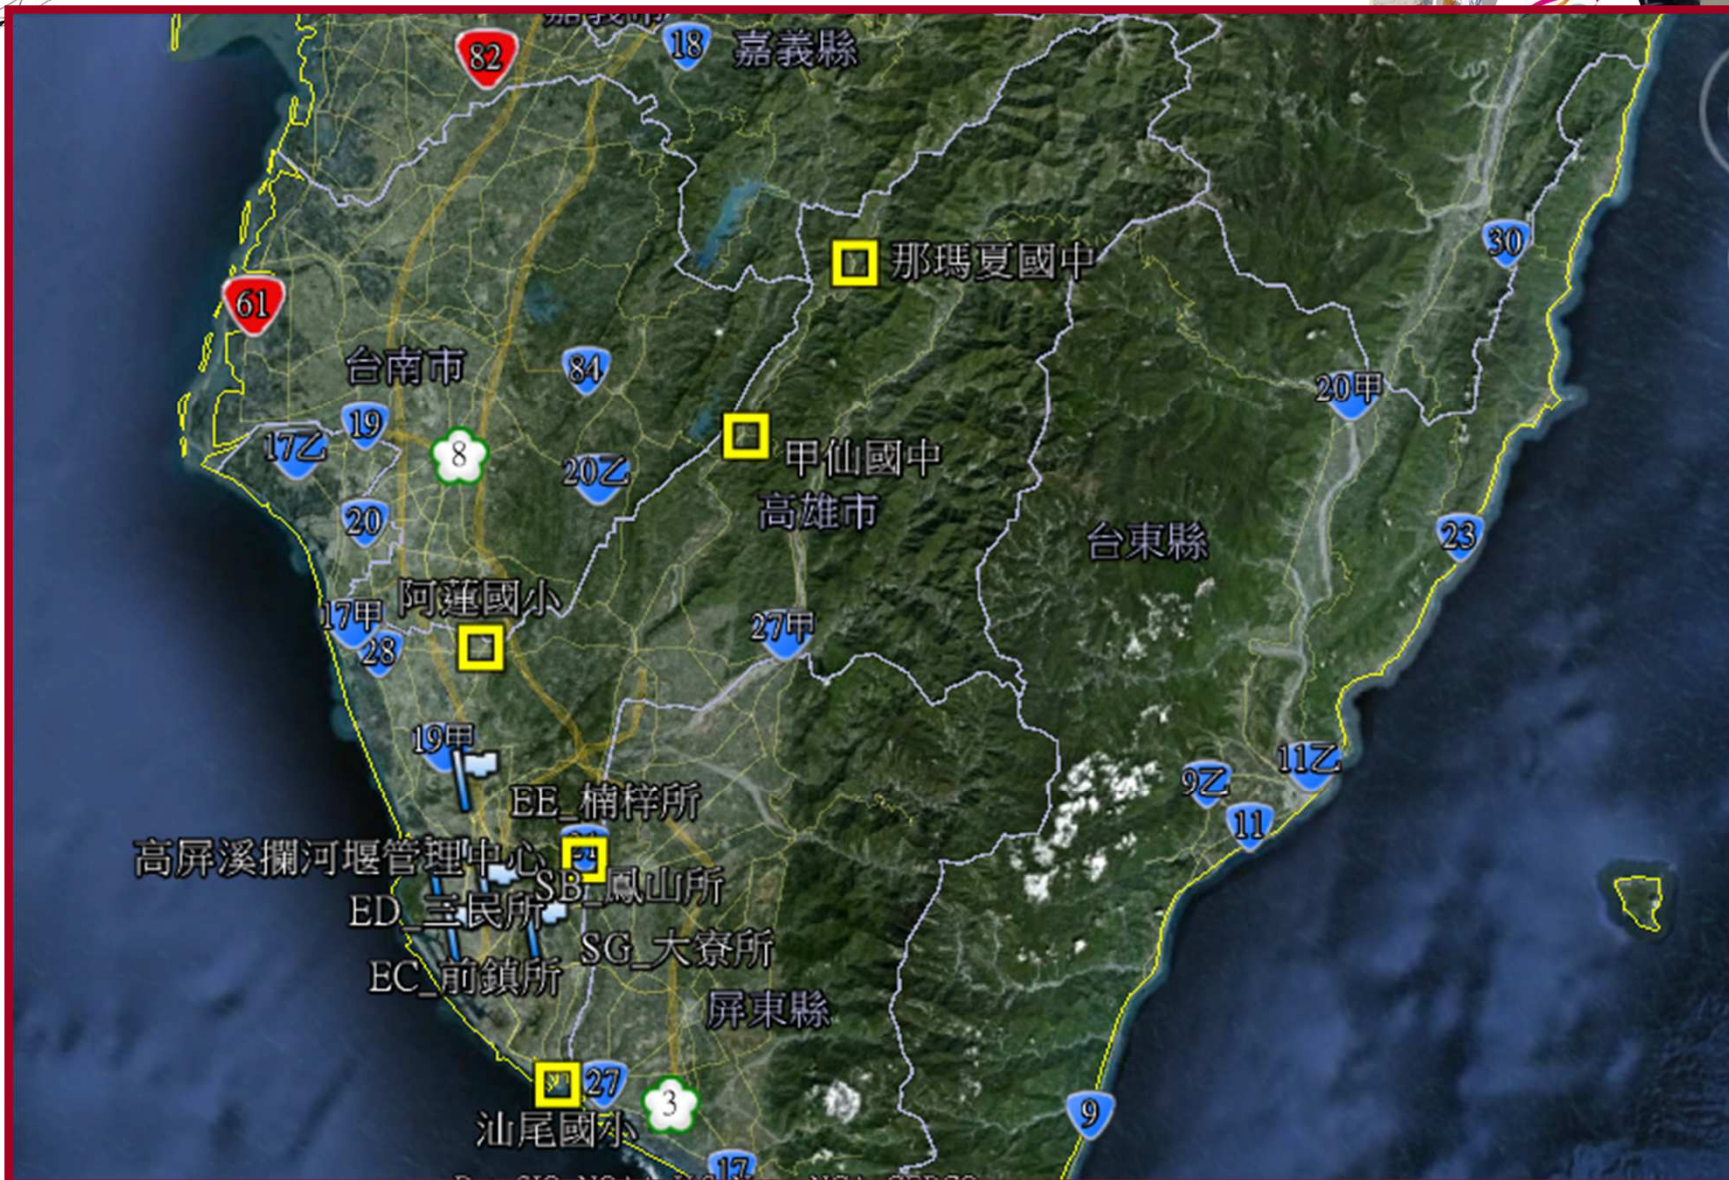 嘉義市
82
18
嘉義縣
30
那瑪夏國中
61
台南市
84
20甲
19
17乙
8
20乙
甲仙國中
高雄市
20
23
台東縣
阿蓮國小
17甲
28
27甲
19甲
11乙
9乙
EE_楠梓所
11
高屏溪攔河堰管理中心
SB_鳳山所
ED_三民所
SG_大寮所
EC_前鎮所
屏東縣
27
3
9
汕尾國小
17